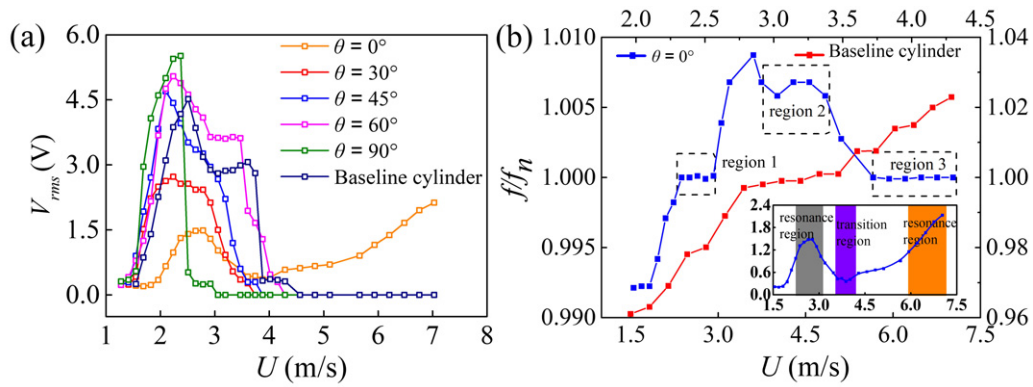 (a)
6.0
4.5
3.0
1.5
0.0
V_rms (V)
1 2 3 4 5 6 7 8
U (m/s)
θ = 0°
θ = 30°
θ = 45°
θ = 60°
θ = 90°
Baseline cylinder
(b)
2.0 2.5 3.0 3.5 4.0
1.010
1.005
1.000
0.995
0.990
f/f_n
1.04
1.02
1.00
0.98
0.96
1.5 3.0 4.5 6.0 7.5
U (m/s)
θ = 0°
Baseline cylinder
region 1
region 2
region 3
2.4
1.8
1.2
0.6
0.0
1.5 3.0 4.5 6.0 7.5
resonance
region
transition
region
resonance
region